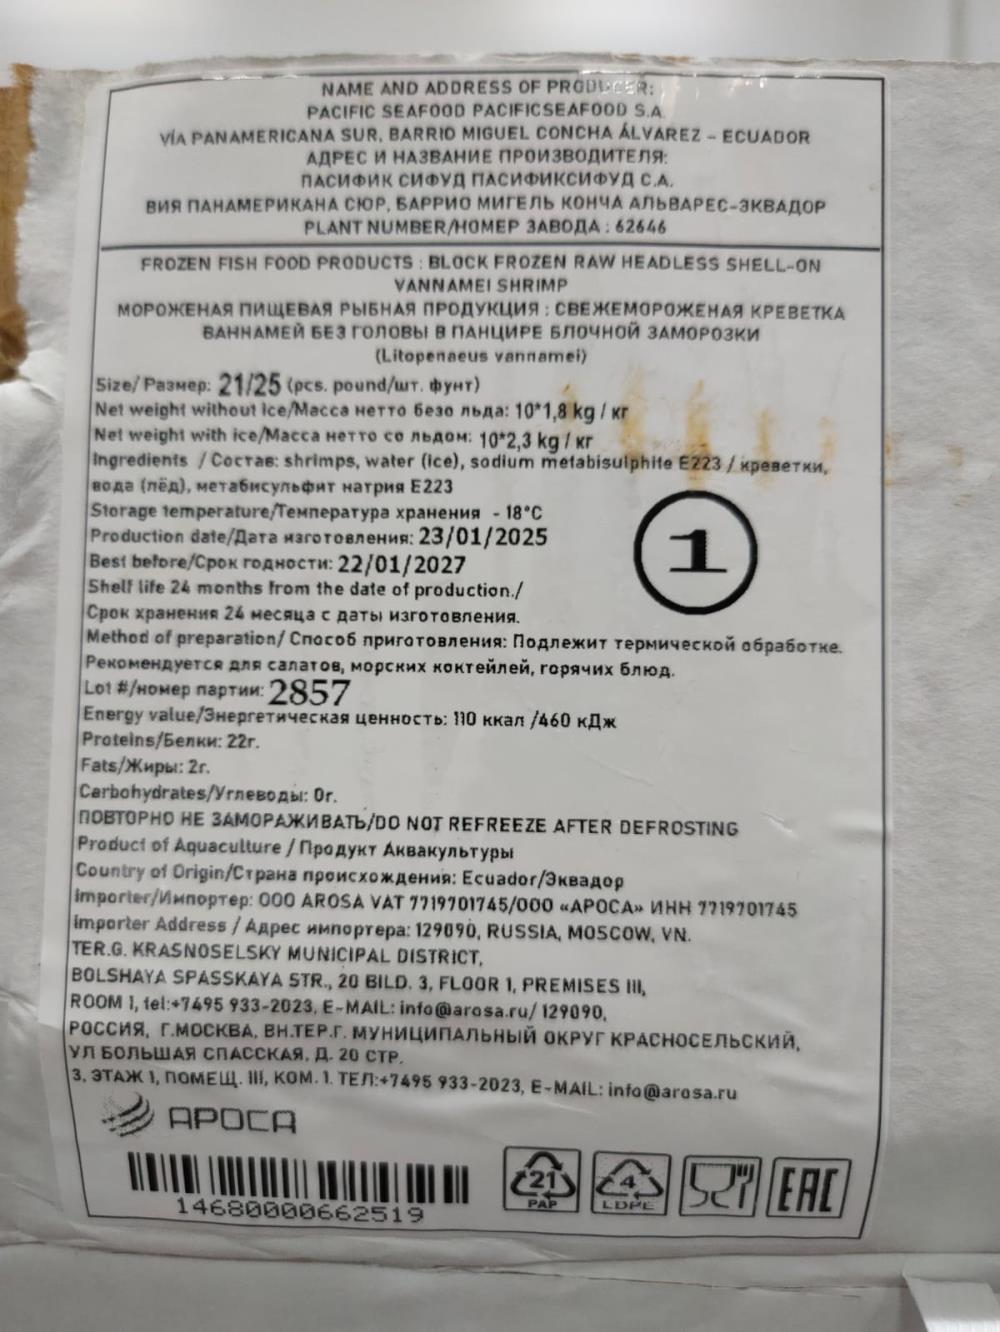 NAME AND ADDRESS OF PRODUCER:
PACIFIC SEAFOOD PACIFICSEAFOOD S.A.
VÍA PANAMERICANA SUR, BARRIO MIGUEL CONCHA ÁLVAREZ - ECUADOR
АДРЕС И НАЗВАНИЕ ПРОИЗВОДИТЕЛЯ:
ПАСИФИК СИФУД ПАСИФИКСИФУД С.А.
ВИЯ ПАНАМЕРИКАНА СЮР, БАРРИО МИГЕЛЬ КОНЧА АЛЬВАРЕС-ЭКВАДОР
PLANT NUMBER/НОМЕР ЗАВОДА : 62646
FROZEN FISH FOOD PRODUCTS : BLOCK FROZEN RAW HEADLESS SHELL-ON
VANNAMEI SHRIMP
МОРОЖЕНАЯ ПИЩЕВАЯ РЫБНАЯ ПРОДУКЦИЯ : СВЕЖЕМОРОЖЕНАЯ КРЕВЕТКА
ВАННАМЕЙ БЕЗ ГОЛОВЫ В ПАНЦИРЕ БЛОЧНОЙ ЗАМОРОЗКИ
(Litopenaeus vannamei)
Size/ Размер: 21/25 (pcs. pound/шт. фунт)
Net weight without ice/Масса нетто безо льда: 10*1,8 kg / кг
Net weight with ice/Масса нетто со льдом: 10*2,3 kg / кг
Ingredients / Состав: shrimps, water (ice), sodium metabisulphite E223 / креветки,
вода (лёд), метабисульфит натрия E223
Storage temperature/Температура хранения - 18°C
Production date/Дата изготовления: 23/01/2025
Best before/Срок годности: 22/01/2027
1
Shelf life 24 months from the date of production./
Срок хранения 24 месяца с даты изготовления.
Method of preparation/ Способ приготовления: Подлежит термической обработке.
Рекомендуется для салатов, морских коктейлей, горячих блюд.
Lot #/номер партии: 2857
Energy value/Энергетическая ценность: 110 ккал /460 кДж
Proteins/Белки: 22г.
Fats/Жиры: 2г.
Carbohydrates/Углеводы: 0г.
ПОВТОРНО НЕ ЗАМОРАЖИВАТЬ/DO NOT REFREEZE AFTER DEFROSTING
Product of Aquaculture / Продукт Аквакультуры
Country of Origin/Страна происхождения: Ecuador/Эквадор
Importer/Импортер: ООО AROSA VAT 7719701745/ООО «АРОСА» ИНН 7719701745
Importer Address / Адрес импортера: 129090, RUSSIA, MOSCOW, VN.
TER.G. KRASNOSELSKY MUNICIPAL DISTRICT,
BOLSHAYA SPASSKAYA STR., 20 BILD. 3, FLOOR 1, PREMISES III,
ROOM 1, tel:+7495 933-2023, E-MAIL: info@arosa.ru/ 129090,
РОССИЯ, Г.МОСКВА, ВН.ТЕР.Г. МУНИЦИПАЛЬНЫЙ ОКРУГ КРАСНОСЕЛЬСКИЙ,
УЛ БОЛЬШАЯ СПАССКАЯ, Д. 20 СТР.
3, ЭТАЖ 1, ПОМЕЩ. III, КОМ. 1. ТЕЛ:+7495 933-2023, E-MAIL: info@arosa.ru
АРОСА
14680000662519
21
PAP
4
LDPE
EAC